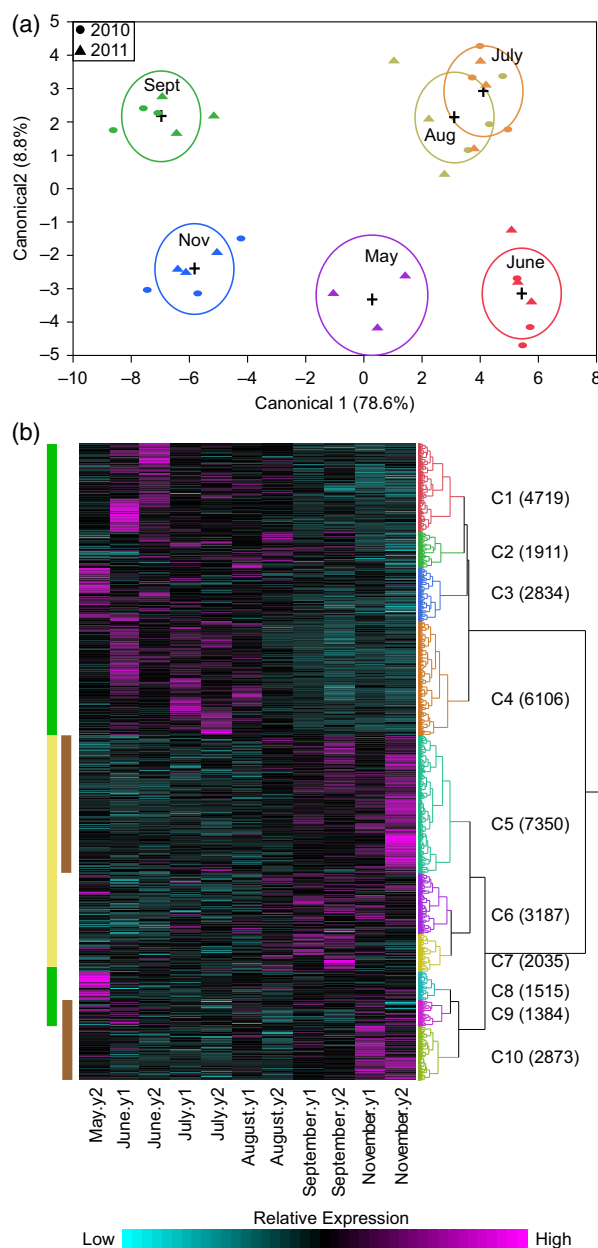 (a)
2010
2011
Canonical2 (8.8%)
5
4
3
2
1
0
–1
–2
–3
–4
–5
Sept
July
Aug
Nov
May
June
–10 –8 –6 –4 –2 0 2 4 6 8
Canonical 1 (78.6%)
(b)
C1 (4719)
C2 (1911)
C3 (2834)
C4 (6106)
C5 (7350)
C6 (3187)
C7 (2035)
C8 (1515)
C9 (1384)
C10 (2873)
May.y2
June.y1
June.y2
July.y1
July.y2
August.y1
August.y2
September.y1
September.y2
November.y1
November.y2
Relative Expression
Low High